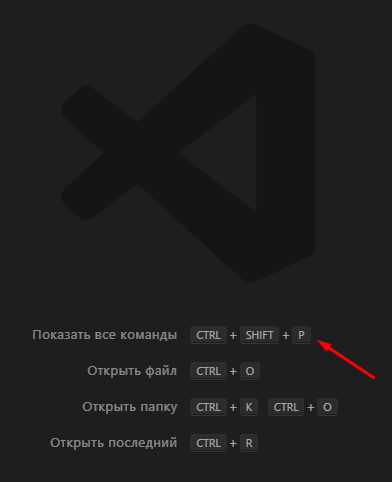 Показать все команды CTRL + SHIFT + P
Открыть файл CTRL + O
Открыть папку CTRL + K CTRL + O
Открыть последний CTRL + R